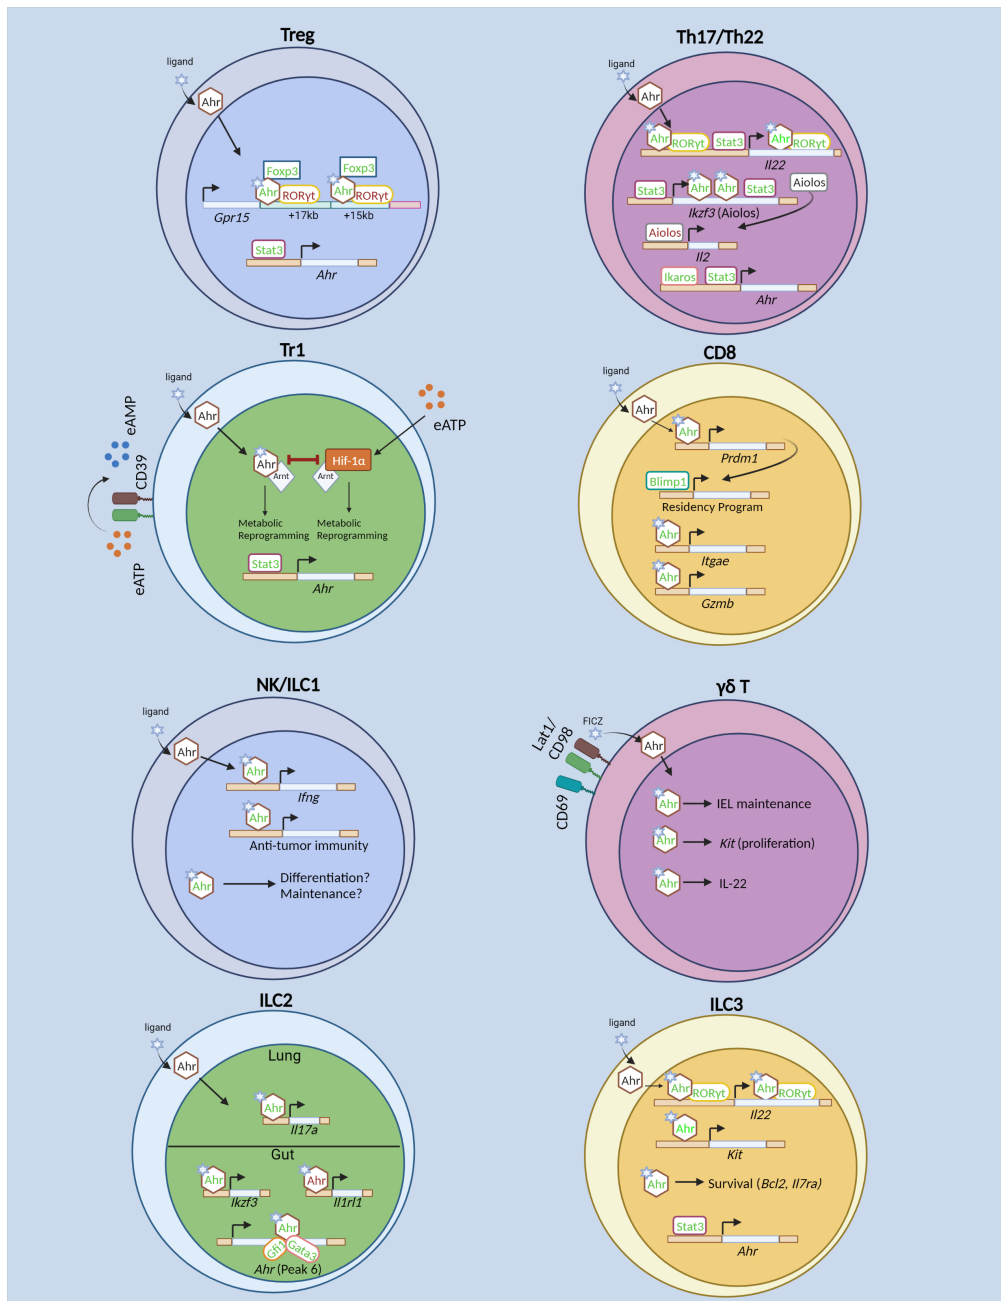 Treg
ligand
Ahr
Foxp3
Foxp3
Ahr
RORγt
Ahr
RORγt
Gpr15
+17kb
+15kb
Stat3
Ahr
Th17/Th22
ligand
Ahr
Ahr
RORγt
Stat3
Ahr
RORγt
Il22
Stat3
Ahr
Ahr
Stat3
Aiolos
Ikzf3 (Aiolos)
Aiolos
Il2
Ikaros
Stat3
Ahr
Tr1
ligand
Ahr
eATP
eAMP
CD39
eATP
Ahr
Arnt
Hif-1α
Arnt
Metabolic
Reprogramming
Metabolic
Reprogramming
Stat3
Ahr
CD8
ligand
Ahr
Ahr
Prdm1
Blimp1
Residency Program
Ahr
Itgae
Ahr
Gzmb
NK/ILC1
ligand
Ahr
Ahr
Ifng
Ahr
Anti-tumor immunity
Ahr
Differentiation?
Maintenance?
γδ T
Lat1/
CD98
CD69
FICZ
Ahr
Ahr
IEL maintenance
Ahr
Kit (proliferation)
Ahr
IL-22
ILC2
ligand
Ahr
Lung
Ahr
Il17a
Gut
Ahr
Ikzf3
Ahr
Il1rl1
Ahr
Gfi1
Gata3
Ahr (Peak 6)
ILC3
ligand
Ahr
Ahr
RORγt
Ahr
RORγt
Il22
Ahr
Kit
Ahr
Survival (Bcl2, Il7ra)
Stat3
Ahr